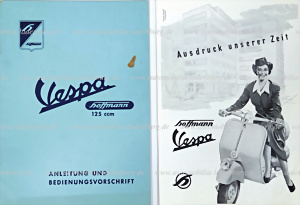 Vespa
hoffmann
125 ccm
ANLEITUNG UND
BEDIENUNGSVORSCHRIFT
Ausdruck unserer Zeit
hoffmann
Vespa